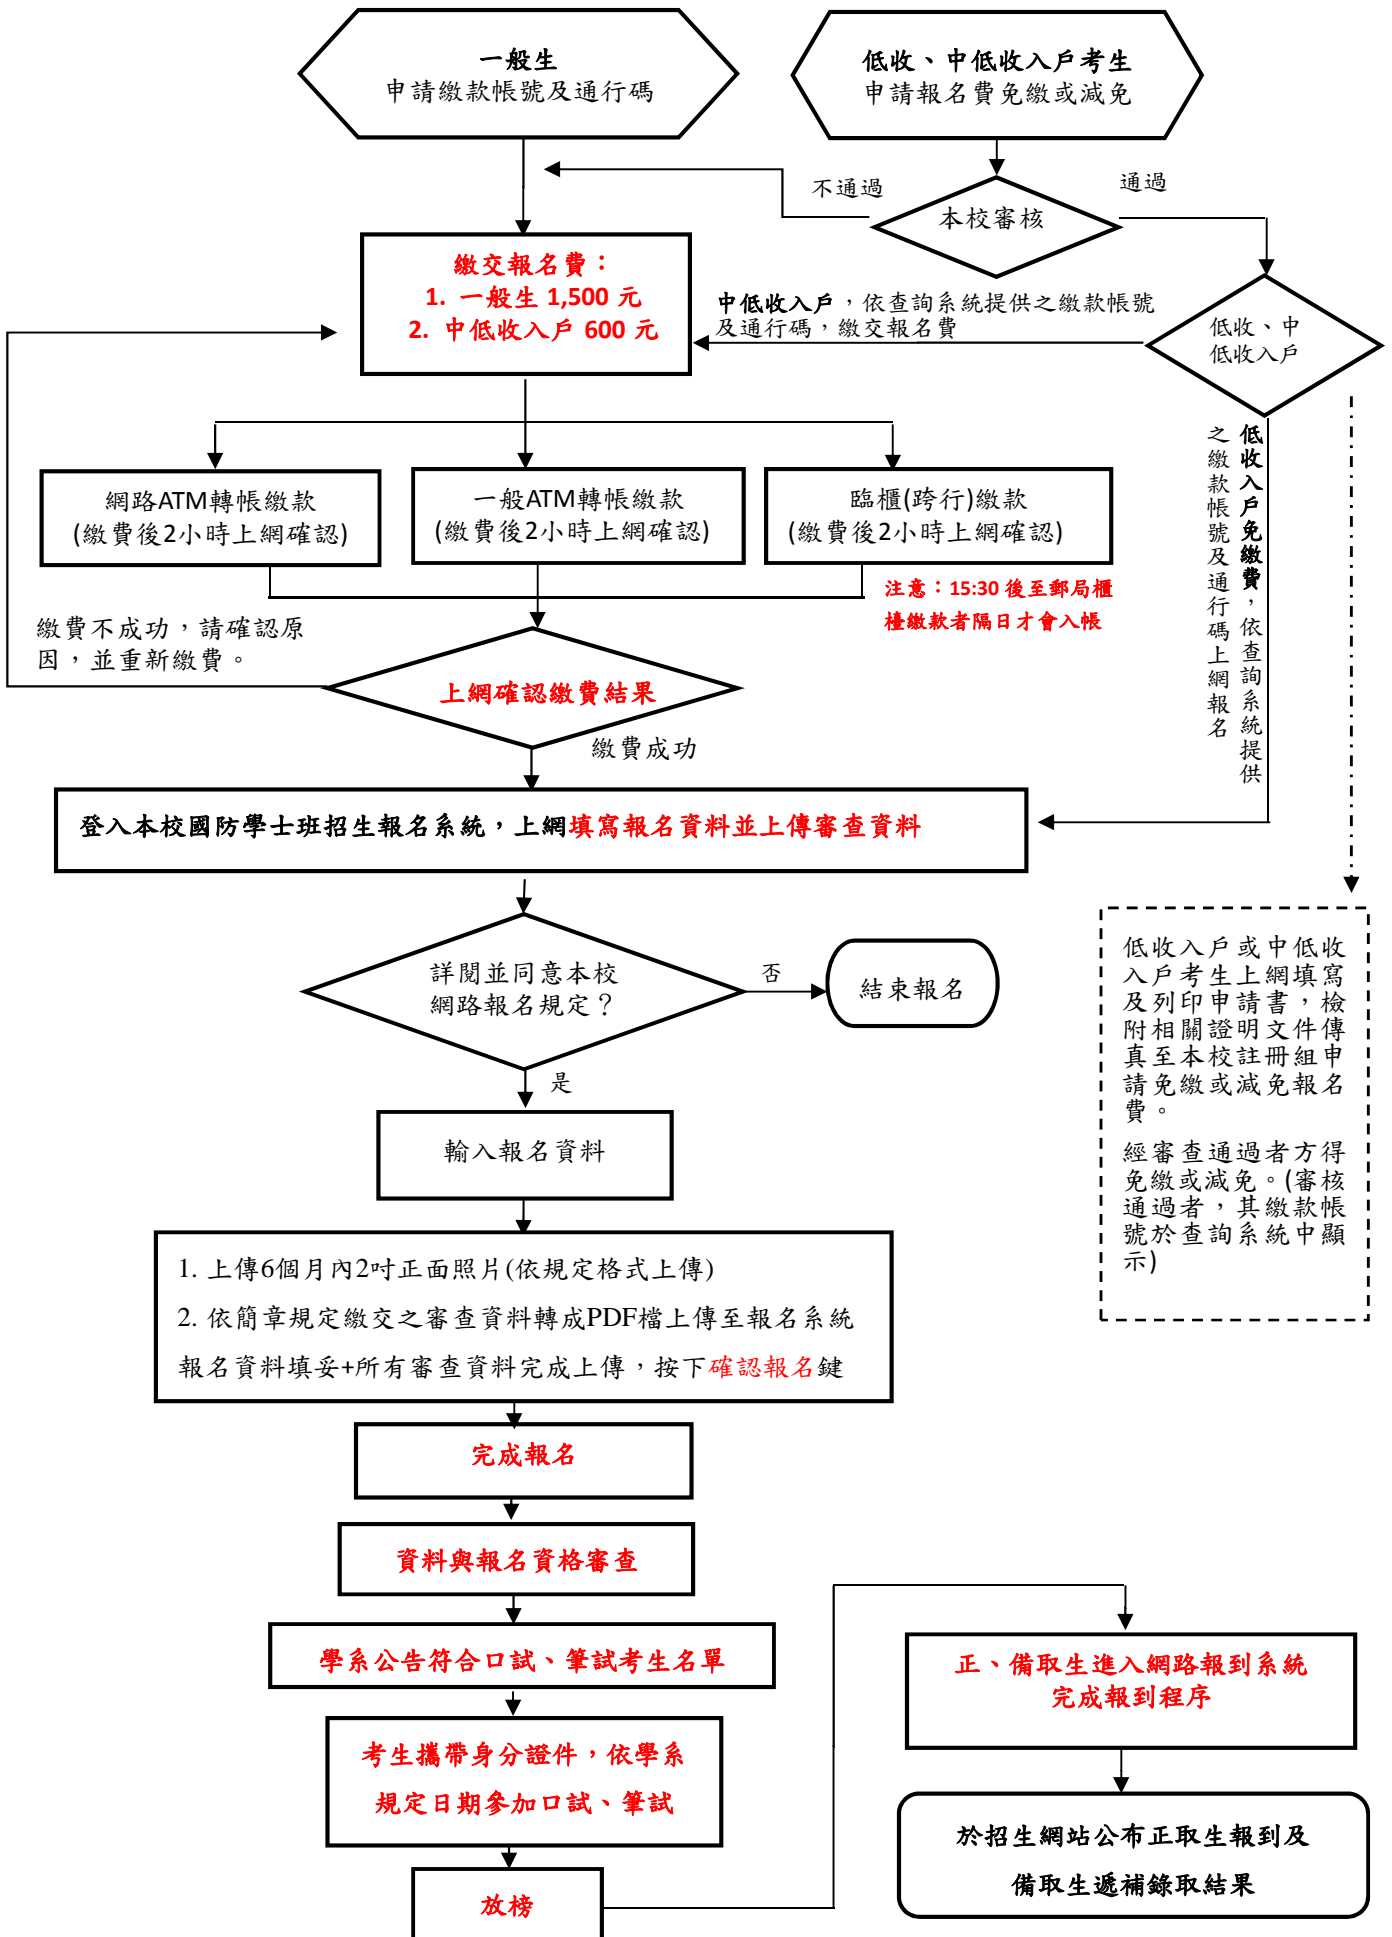 一般生
申請繳款帳號及通行碼
低收、中低收入戶考生
申請報名費免繳或減免
不通過
通過
本校審核
繳交報名費：
1. 一般生 1,500 元
2. 中低收入戶 600 元
中低收入戶，依查詢系統提供之繳款帳號
及通行碼，繳交報名費
低收、中
低收入戶
低收入戶免繳費，依查詢系統提供
之繳款帳號及通行碼上網報名
網路ATM轉帳繳款
(繳費後2小時上網確認)
一般ATM轉帳繳款
(繳費後2小時上網確認)
臨櫃(跨行)繳款
(繳費後2小時上網確認)
注意：15:30 後至郵局櫃
檯繳款者隔日才會入帳
繳費不成功，請確認原
因，並重新繳費。
上網確認繳費結果
繳費成功
登入本校國防學士班招生報名系統，上網填寫報名資料並上傳審查資料
詳閱並同意本校
網路報名規定？
否
結束報名
是
低收入戶或中低收
入戶考生上網填寫
及列印申請書，檢
附相關證明文件傳
真至本校註冊組申
請免繳或減免報名
費。
經審查通過者方得
免繳或減免。(審核
通過者，其繳款帳
號於查詢系統中顯
示)
輸入報名資料
1. 上傳6個月內2吋正面照片(依規定格式上傳)
2. 依簡章規定繳交之審查資料轉成PDF檔上傳至報名系統
報名資料填妥+所有審查資料完成上傳，按下確認報名鍵
完成報名
資料與報名資格審查
學系公告符合口試、筆試考生名單
考生攜帶身分證件，依學系
規定日期參加口試、筆試
放榜
正、備取生進入網路報到系統
完成報到程序
於招生網站公布正取生報到及
備取生遞補錄取結果